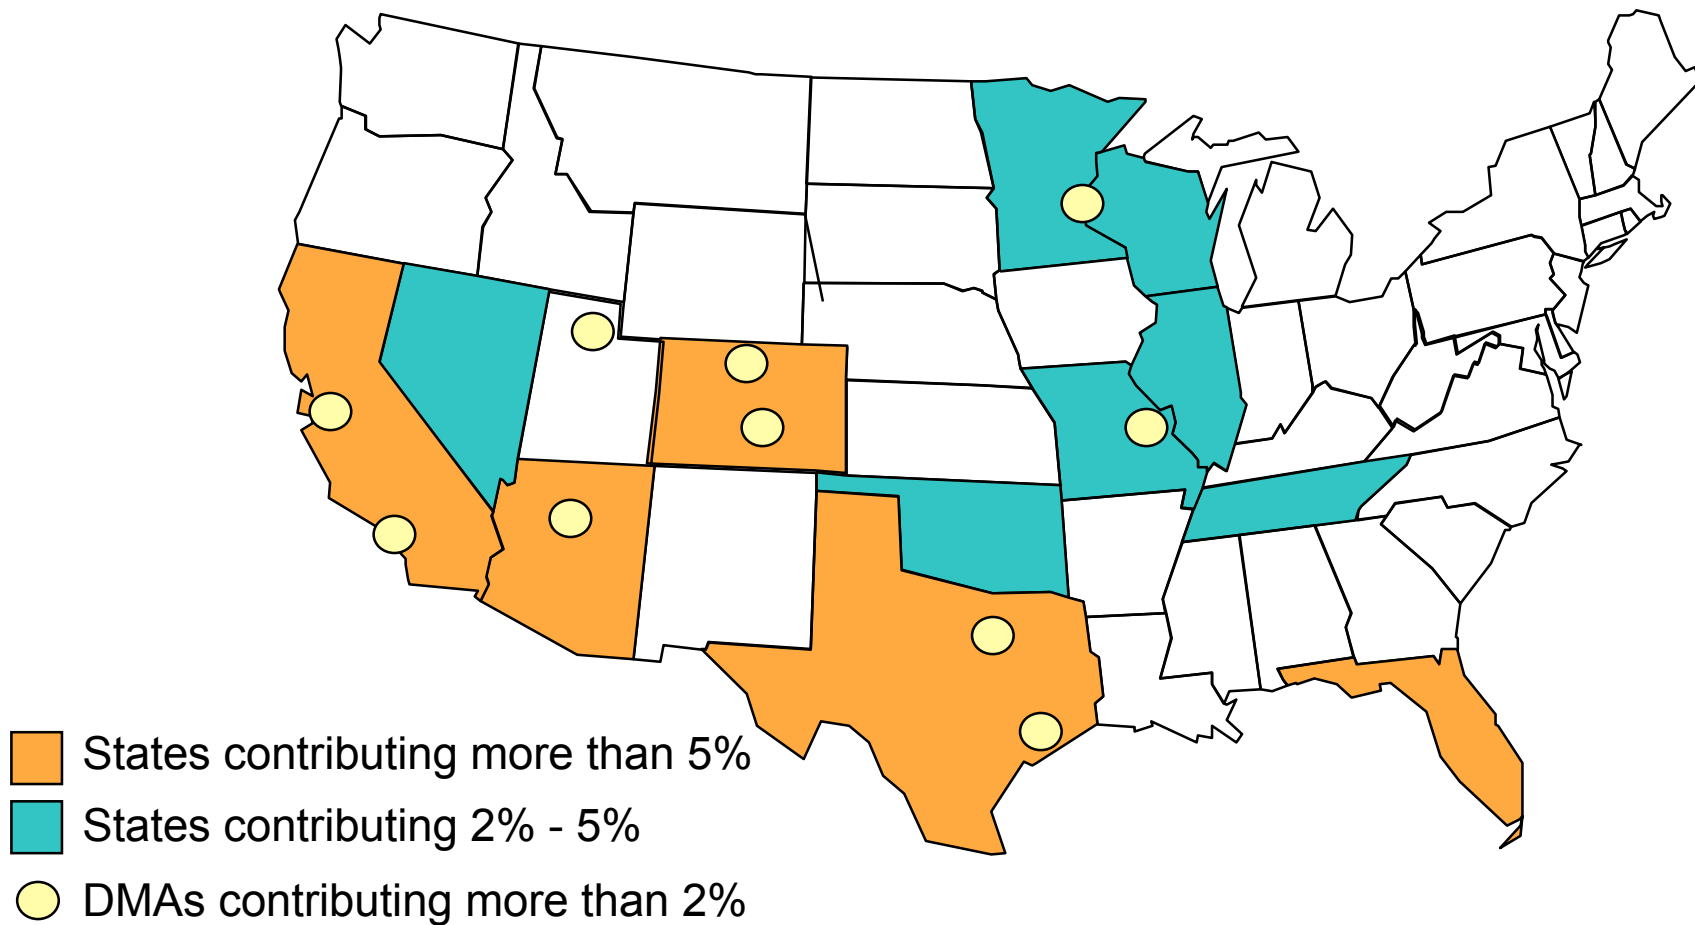 States contributing more than 5%
States contributing 2% - 5%
DMAs contributing more than 2%